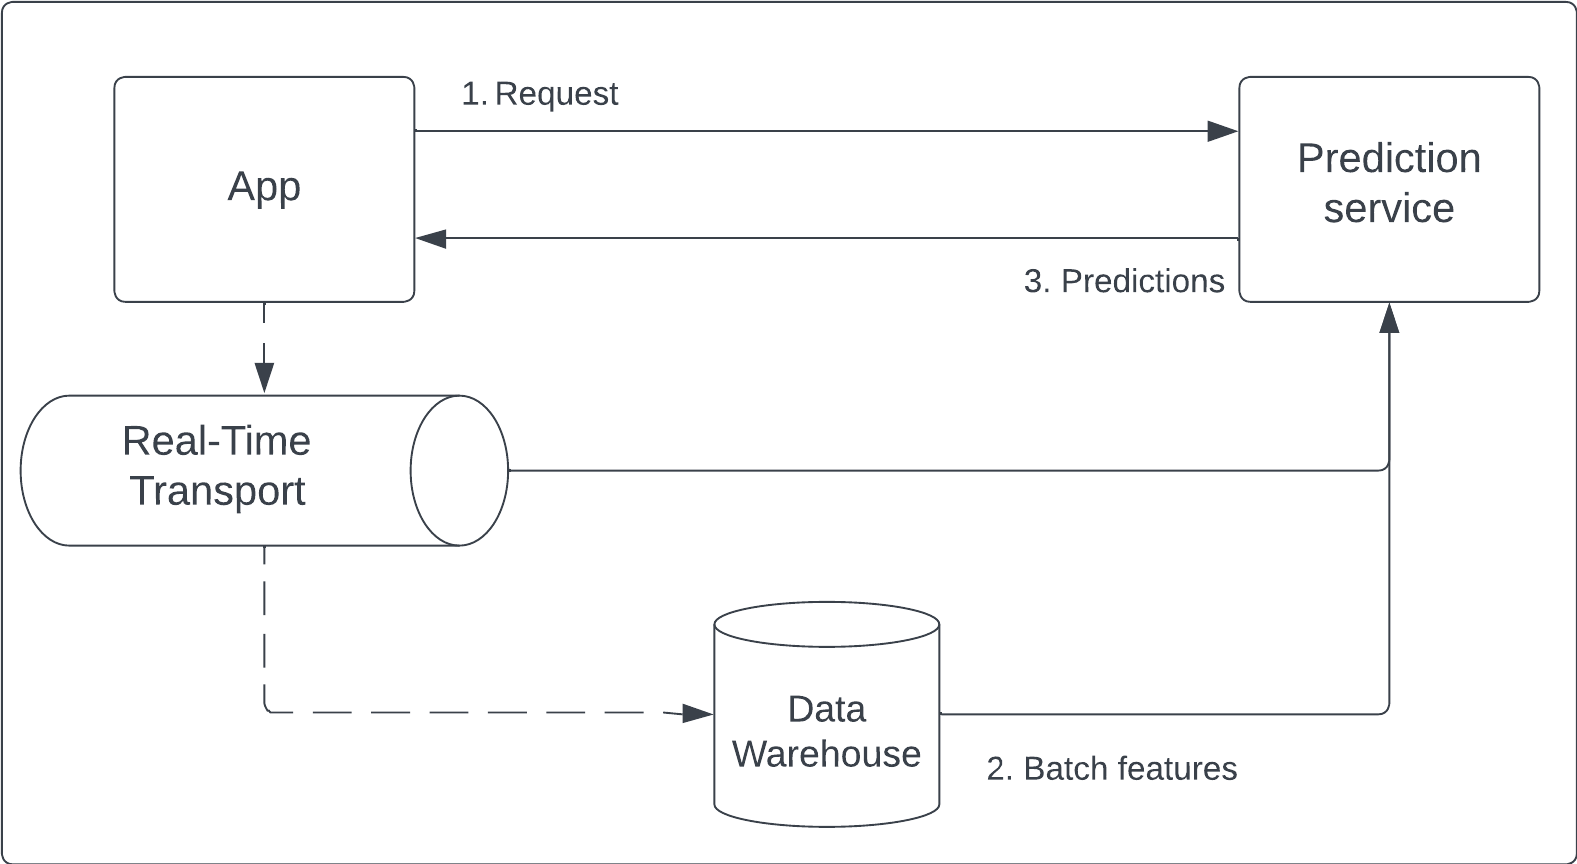 1. Request
App
Prediction
service
3. Predictions
Real-Time
Transport
Data
Warehouse
2. Batch features